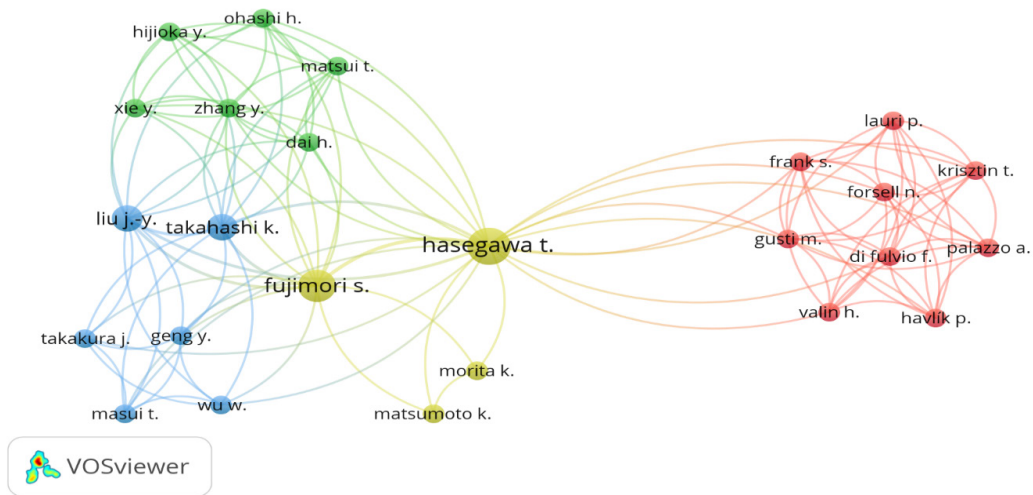 ohashi h.
hijioka y.
matsui t.
xie y.
zhang y.
dai h.
liu j.-y.
takahashi k.
hasegawa t.
fujimori s.
takakura j.
geng y.
masui t.
wu w.
morita k.
matsumoto k.
lauri p.
frank s.
krisztin t.
forsell n.
gusti m.
di fulvio f.
palazzo a.
valin h.
havlík p.
VOSviewer